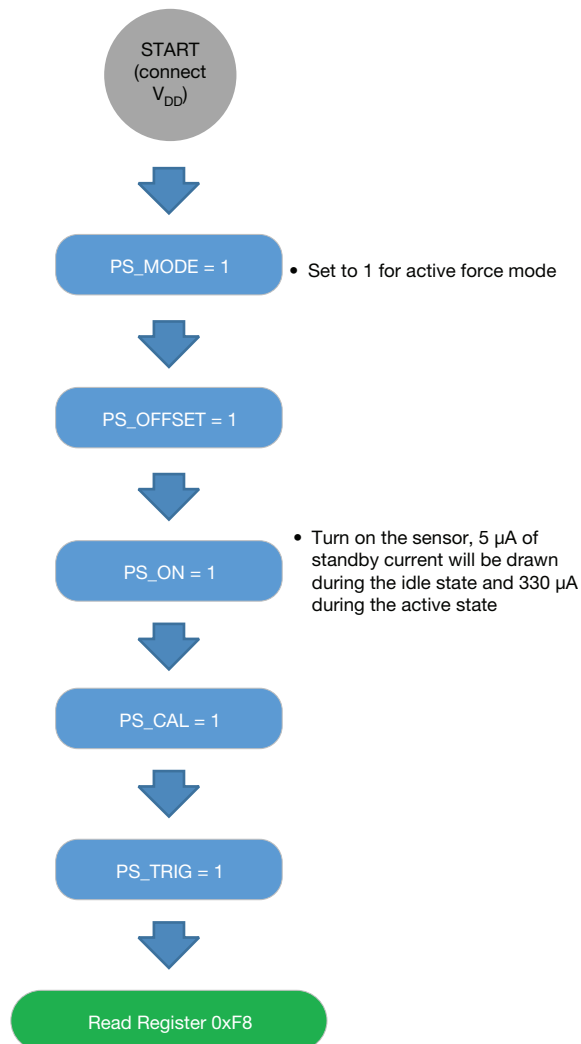 START
(connect
VDD)
PS_MODE = 1
• Set to 1 for active force mode
PS_OFFSET = 1
PS_ON = 1
• Turn on the sensor, 5 µA of
standby current will be drawn
during the idle state and 330 µA
during the active state
PS_CAL = 1
PS_TRIG = 1
Read Register 0xF8